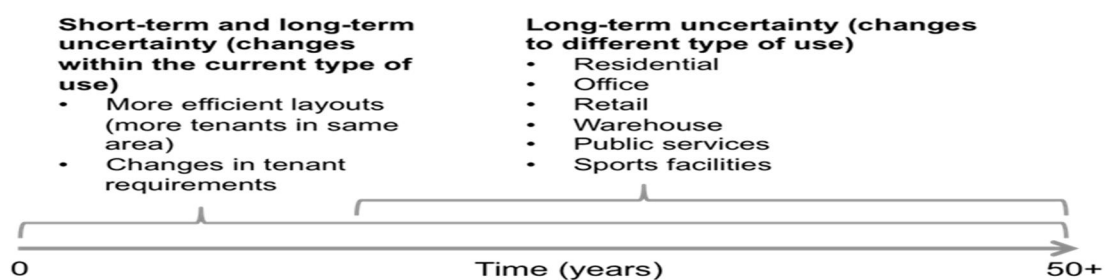 Short-term and long-term
uncertainty (changes
within the current type of
use)
• More efficient layouts
(more tenants in same
area)
• Changes in tenant
requirements
Long-term uncertainty (changes
to different type of use)
• Residential
• Office
• Retail
• Warehouse
• Public services
• Sports facilities
0 Time (years) 50+